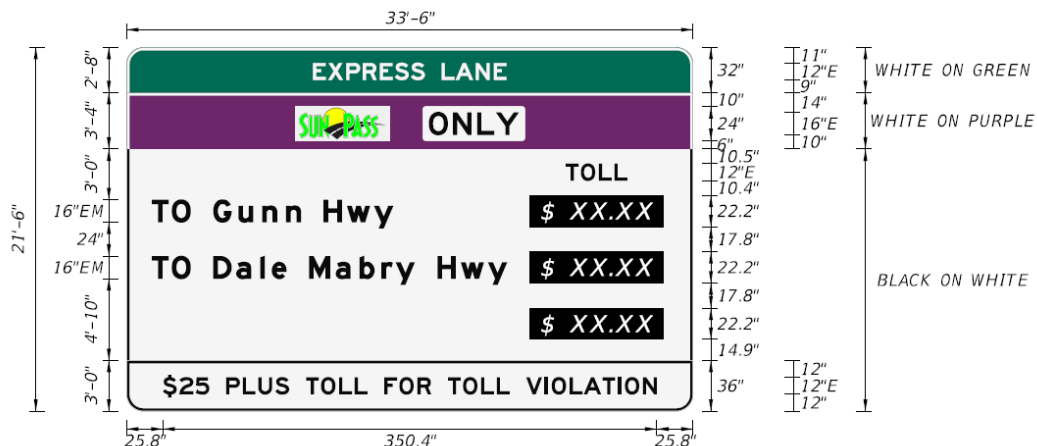 33'-6"
EXPRESS LANE
SUNPASS ONLY
TOLL
TO Gunn Hwy $ XX.XX
TO Dale Mabry Hwy $ XX.XX
$ XX.XX
$25 PLUS TOLL FOR TOLL VIOLATION
21'-6"
2'-8"
3'-4"
3'-0"
16"EM
24"
16"EM
4'-10"
3'-0"
32"
10"
24"
6"
10.5"
12"E
10.4"
22.2"
17.8"
22.2"
17.8"
22.2"
14.9"
36"
11"
12"E
9"
14"
16"E
10"
12"
12"E
12"
WHITE ON GREEN
WHITE ON PURPLE
BLACK ON WHITE
25.8" 350.4" 25.8"